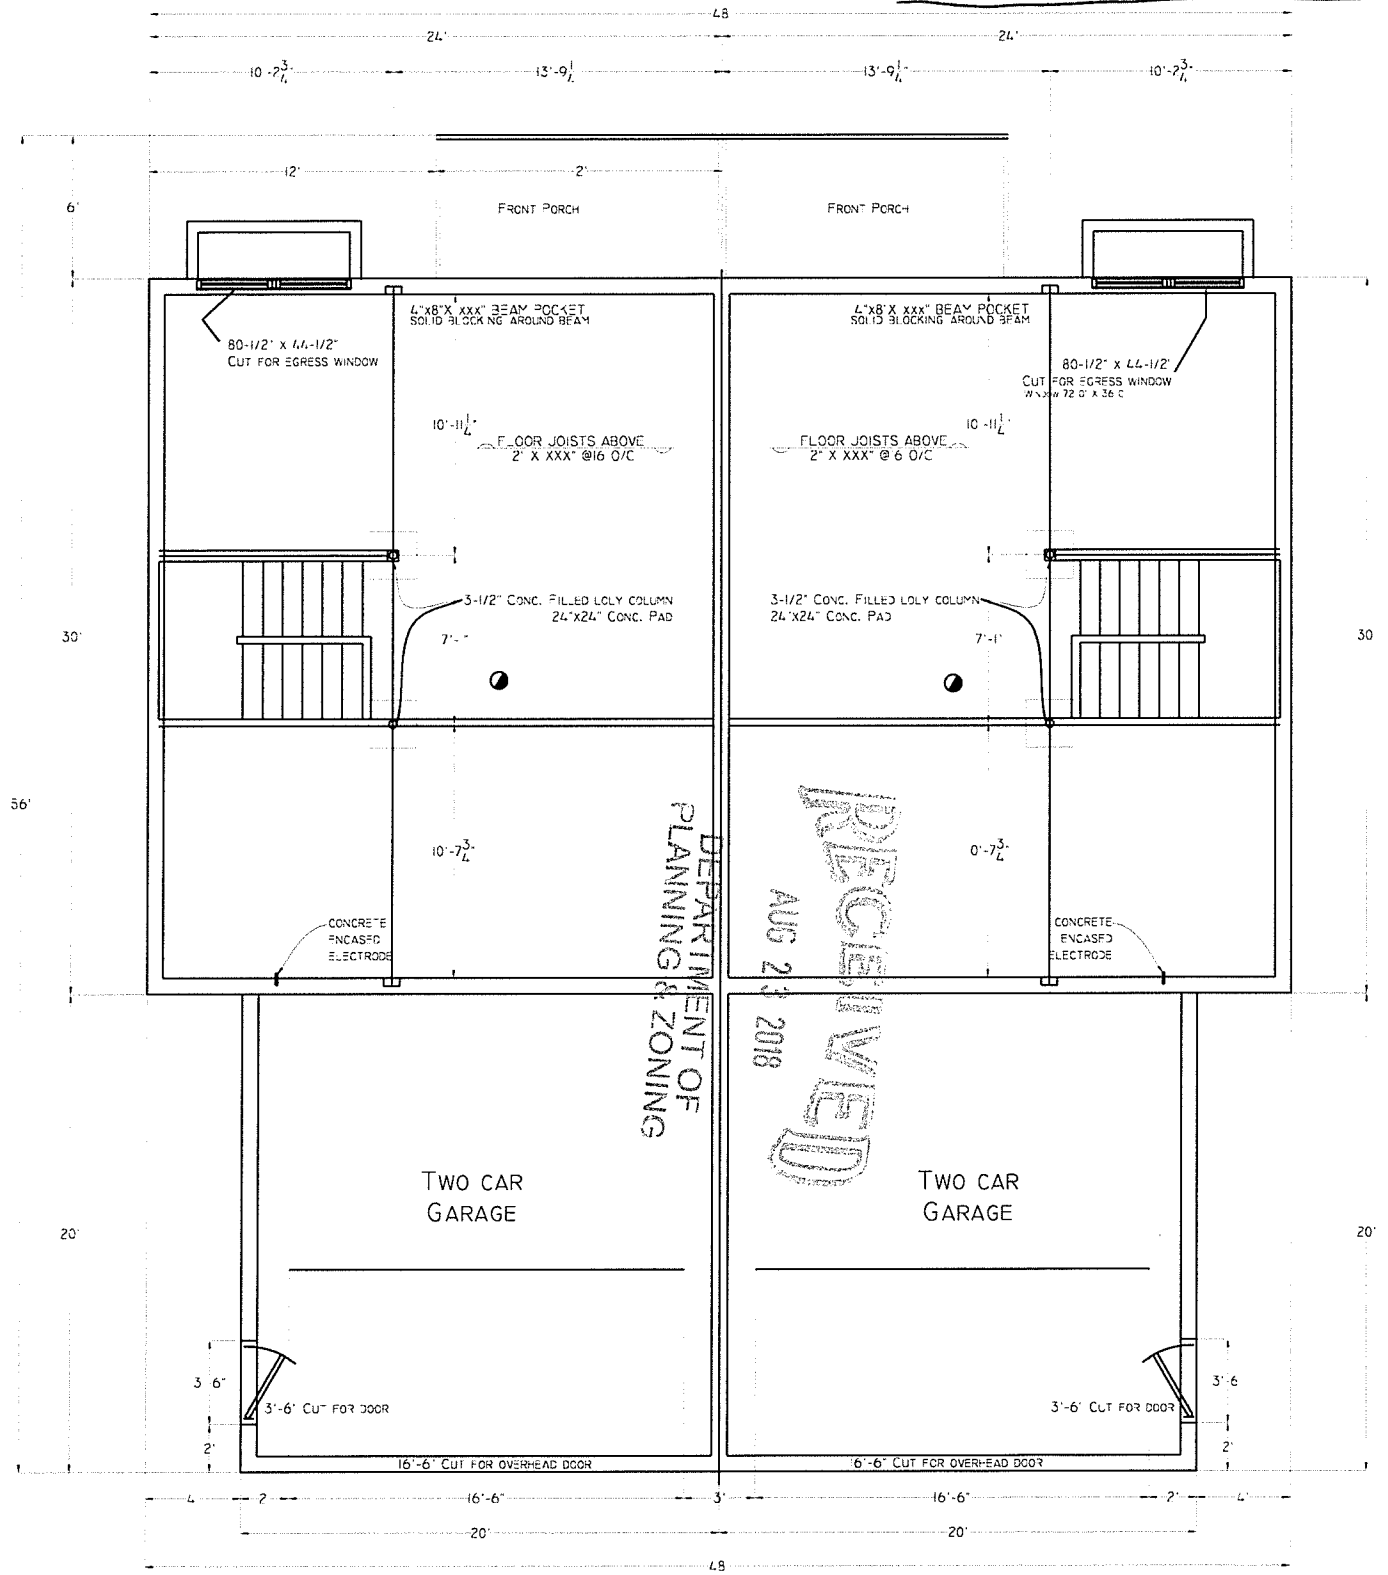 48
24'
24'
10'-2 3/4"
13'-9 1/4"
13'-9 1/4"
10'-2 3/4"
12'
2'
6'
FRONT PORCH
FRONT PORCH
4"x8"X XXX" BEAM POCKET
SOLID BLOCKING AROUND BEAM
4"x8"X XXX" BEAM POCKET
SOLID BLOCKING AROUND BEAM
80-1/2" X 44-1/2"
CUT FOR EGRESS WINDOW
80-1/2" X 44-1/2"
CUT FOR EGRESS WINDOW
WINDOW 72 0" X 36 0
10'-11 1/4"
10'-11 1/4"
FLOOR JOISTS ABOVE
2" X XXX" @16 O/C
FLOOR JOISTS ABOVE
2" X XXX" @ 6 O/C
3-1/2" CONC. FILLED LOLY COLUMN
24"X24" CONC. PAD
3-1/2" CONC. FILLED LOLY COLUMN
24"X24" CONC. PAD
30'
7'- "
7'-1"
30
56'
10'-7 3/4"
0'-7 3/4"
CONCRETE
ENCASED
ELECTRODE
CONCRETE
ENCASED
ELECTRODE
RECEIVED
AUG 23 2018
DEPARTMENT OF
PLANNING & ZONING
TWO CAR
GARAGE
TWO CAR
GARAGE
20'
20'
3 6"
3'-6' CUT FOR DOOR
3'-6' CUT FOR DOOR
3'-6
2'
2'
16'-6' CUT FOR OVERHEAD DOOR
6'-6" CUT FOR OVERHEAD DOOR
4
2
16'-6"
3'
16'-6"
2'
4'
20'
20'
48